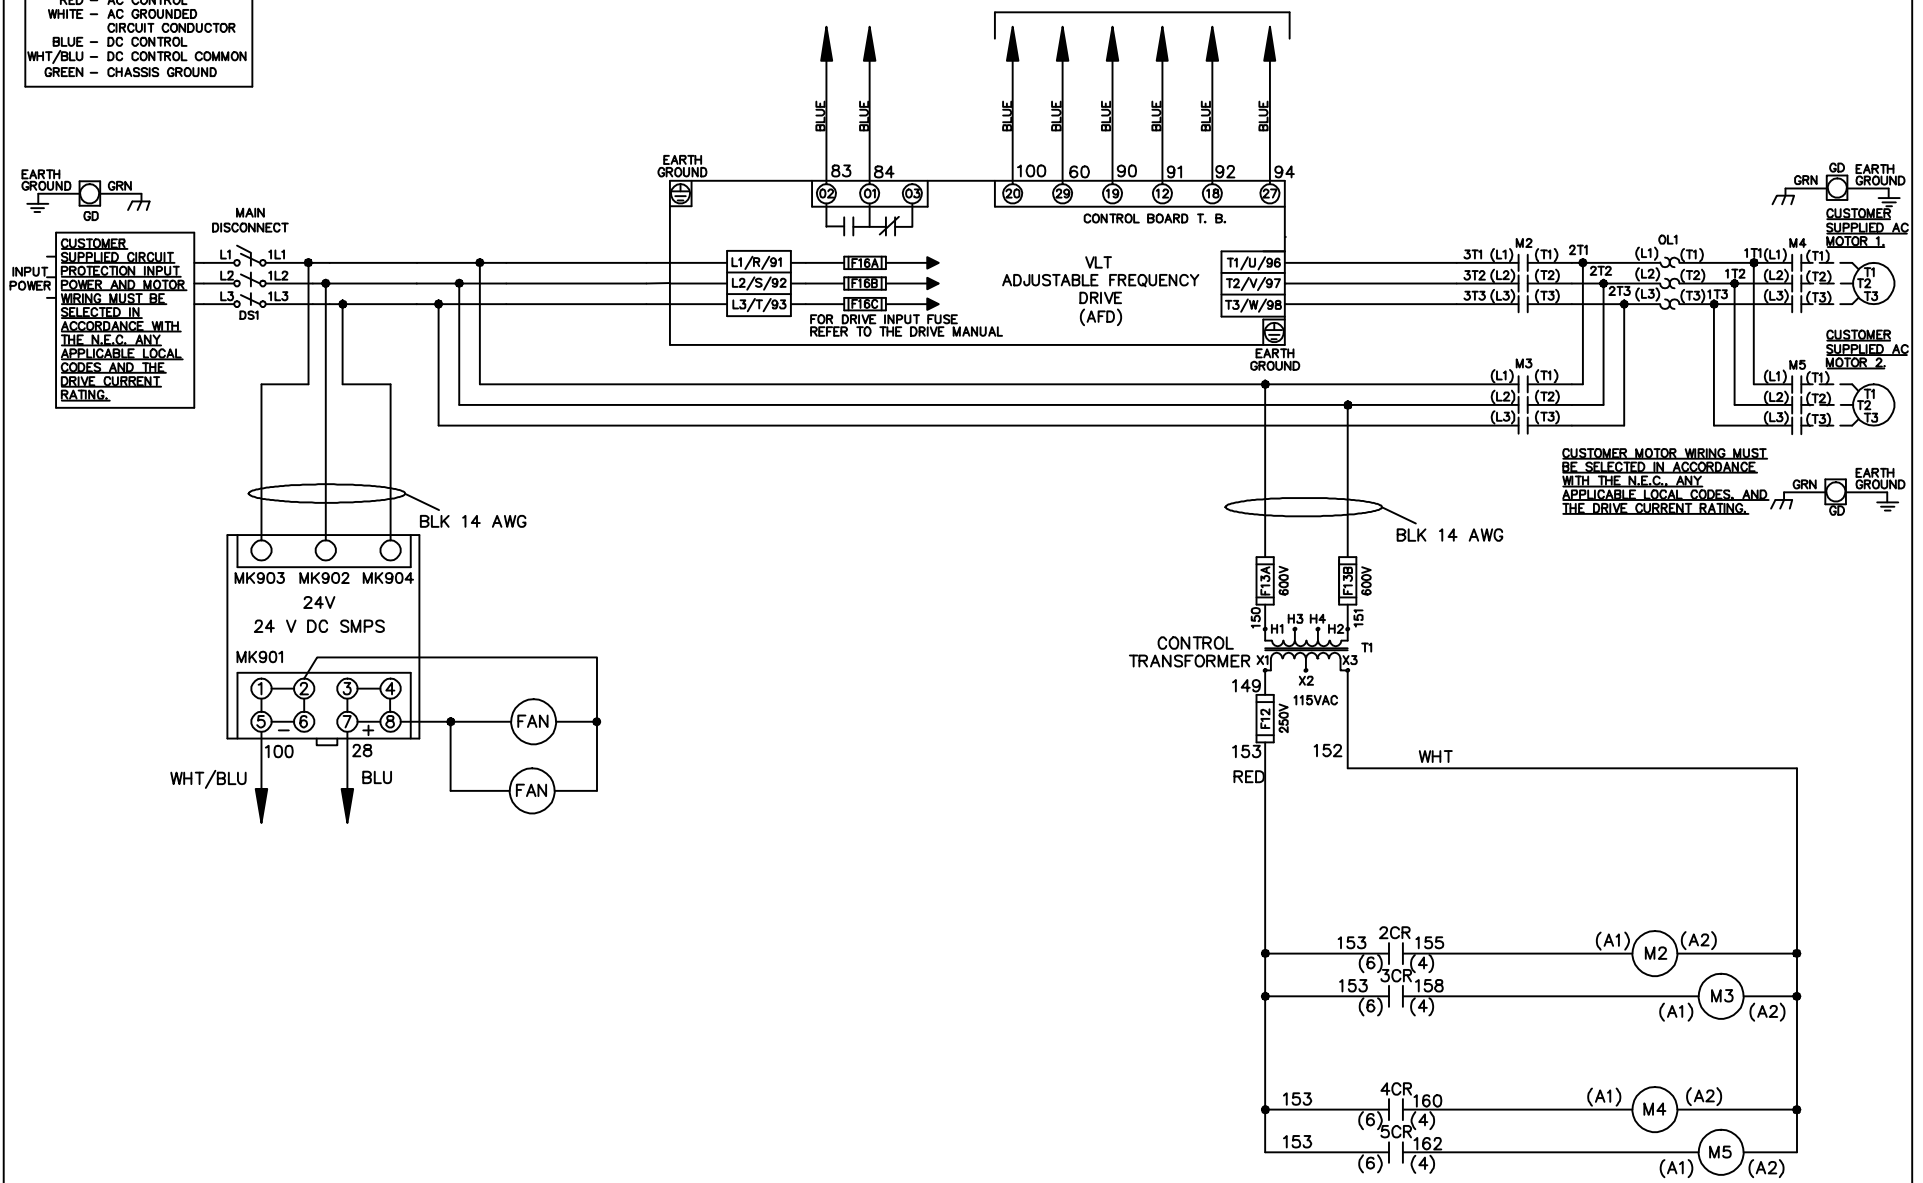 RED – AC CONTROL
WHITE – AC GROUNDED
CIRCUIT CONDUCTOR
BLUE – DC CONTROL
WHT/BLU – DC CONTROL COMMON
GREEN – CHASSIS GROUND
BLUE
BLUE
BLUE
BLUE
BLUE
BLUE
BLUE
BLUE
EARTH
GROUND
GRN
GD
MAIN
DISCONNECT
INPUT
POWER
CUSTOMER
SUPPLIED CIRCUIT
PROTECTION INPUT
POWER AND MOTOR
WIRING MUST BE
SELECTED IN
ACCORDANCE WITH
THE N.E.C. ANY
APPLICABLE LOCAL
CODES AND THE
DRIVE CURRENT
RATING.
L1 1L1
L2 1L2
L3 1L3
DS1
EARTH
GROUND
83 84
02 01 03
100 60 90 91 92 94
20 29 19 12 18 27
CONTROL BOARD T. B.
L1/R/91 F16A
L2/S/92 F16B
L3/T/93 F16C
FOR DRIVE INPUT FUSE
REFER TO THE DRIVE MANUAL
VLT
ADJUSTABLE FREQUENCY
DRIVE
(AFD)
T1/U/96
T2/V/97
T3/W/98
EARTH
GROUND
M2
3T1 (L1) (T1) 2T1
3T2 (L2) (T2) 2T2
3T3 (L3) (T3) 2T3
OL1
(L1) (T1) 1T1
(L2) (T2) 1T2
(L3) (T3) 1T3
M4
(L1) (T1)
(L2) (T2)
(L3) (T3)
T1
T2
T3
GRN
GD
EARTH
GROUND
CUSTOMER
SUPPLIED AC
MOTOR 1.
M3
(L1) (T1)
(L2) (T2)
(L3) (T3)
CUSTOMER
SUPPLIED AC
MOTOR 2.
M5
(L1) (T1)
(L2) (T2)
(L3) (T3)
T1
T2
T3
CUSTOMER MOTOR WIRING MUST
BE SELECTED IN ACCORDANCE
WITH THE N.E.C., ANY
APPLICABLE LOCAL CODES, AND
THE DRIVE CURRENT RATING.
GRN
GD
EARTH
GROUND
BLK 14 AWG
MK903 MK902 MK904
24V
24 V DC SMPS
MK901
1 2 3 4
5 6 7 8
– +
100 28
WHT/BLU BLU
FAN
FAN
BLK 14 AWG
F13A 600V
F13B 600V
150 151
H1 H3 H4 H2
T1
CONTROL
TRANSFORMER
X1 X2 X3
149
115VAC
F12 250V
153 152
RED
WHT
2CR
153 155
(6) (4)
(A1) M2 (A2)
3CR
153 158
(6) (4)
(A1) M3 (A2)
4CR
153 160
(6) (4)
(A1) M4 (A2)
5CR
153 162
(6) (4)
(A1) M5 (A2)